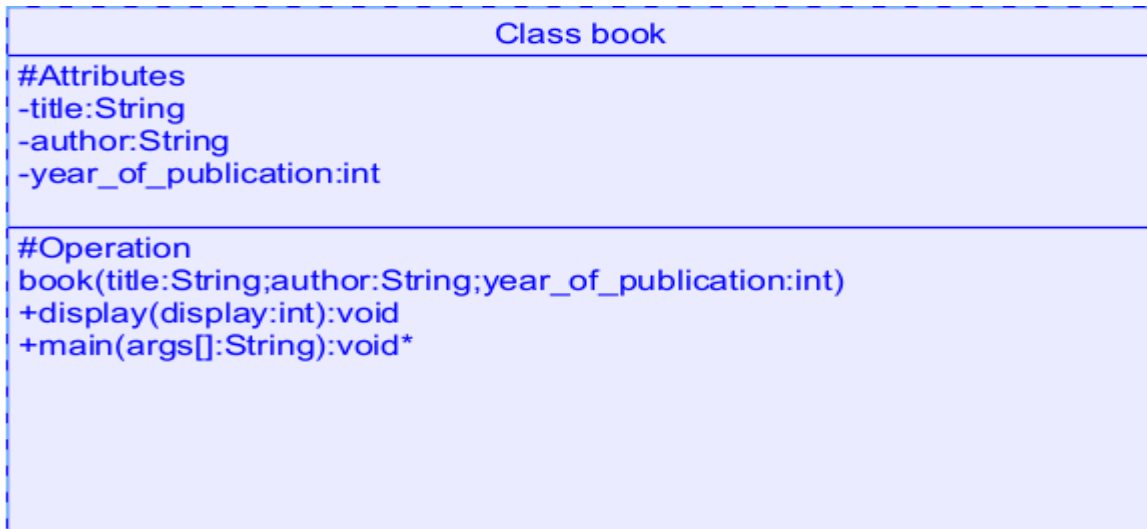 Class book
#Attributes
-title:String
-author:String
-year_of_publication:int
#Operation
book(title:String;author:String;year_of_publication:int)
+display(display:int):void
+main(args[]:String):void*